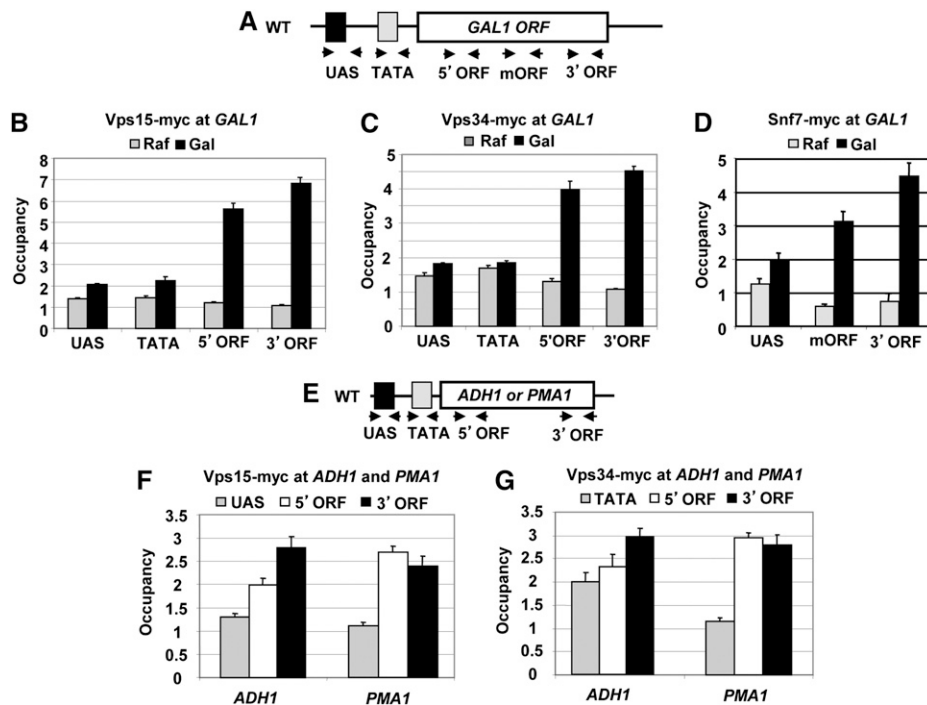 A WT GAL1 ORF
UAS TATA 5' ORF mORF 3' ORF
B Vps15-myc at GAL1
Raf Gal
Occupancy
8
7
6
5
4
3
2
1
0
UAS TATA 5' ORF 3' ORF
C Vps34-myc at GAL1
Raf Gal
Occupancy
5
4
3
2
1
0
UAS TATA 5'ORF 3'ORF
D Snf7-myc at GAL1
Raf Gal
Occupancy
5
4
3
2
1
0
UAS mORF 3' ORF
E WT ADH1 or PMA1
UAS TATA 5' ORF 3' ORF
F Vps15-myc at ADH1 and PMA1
UAS 5' ORF 3' ORF
Occupancy
3.5
3
2.5
2
1.5
1
0.5
0
ADH1 PMA1
G Vps34-myc at ADH1 and PMA1
TATA 5' ORF 3' ORF
Occupancy
3.5
3
2.5
2
1.5
1
0.5
0
ADH1 PMA1